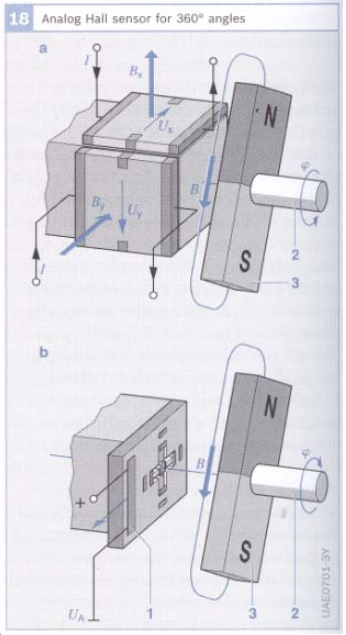 18 Analog Hall sensor for 360° angles
a
I
Bx
Ux
N
By
Uy
B
φ
I
S
2
3
b
N
B
φ
+
S
UA
1
3
2
UAE0701-3Y